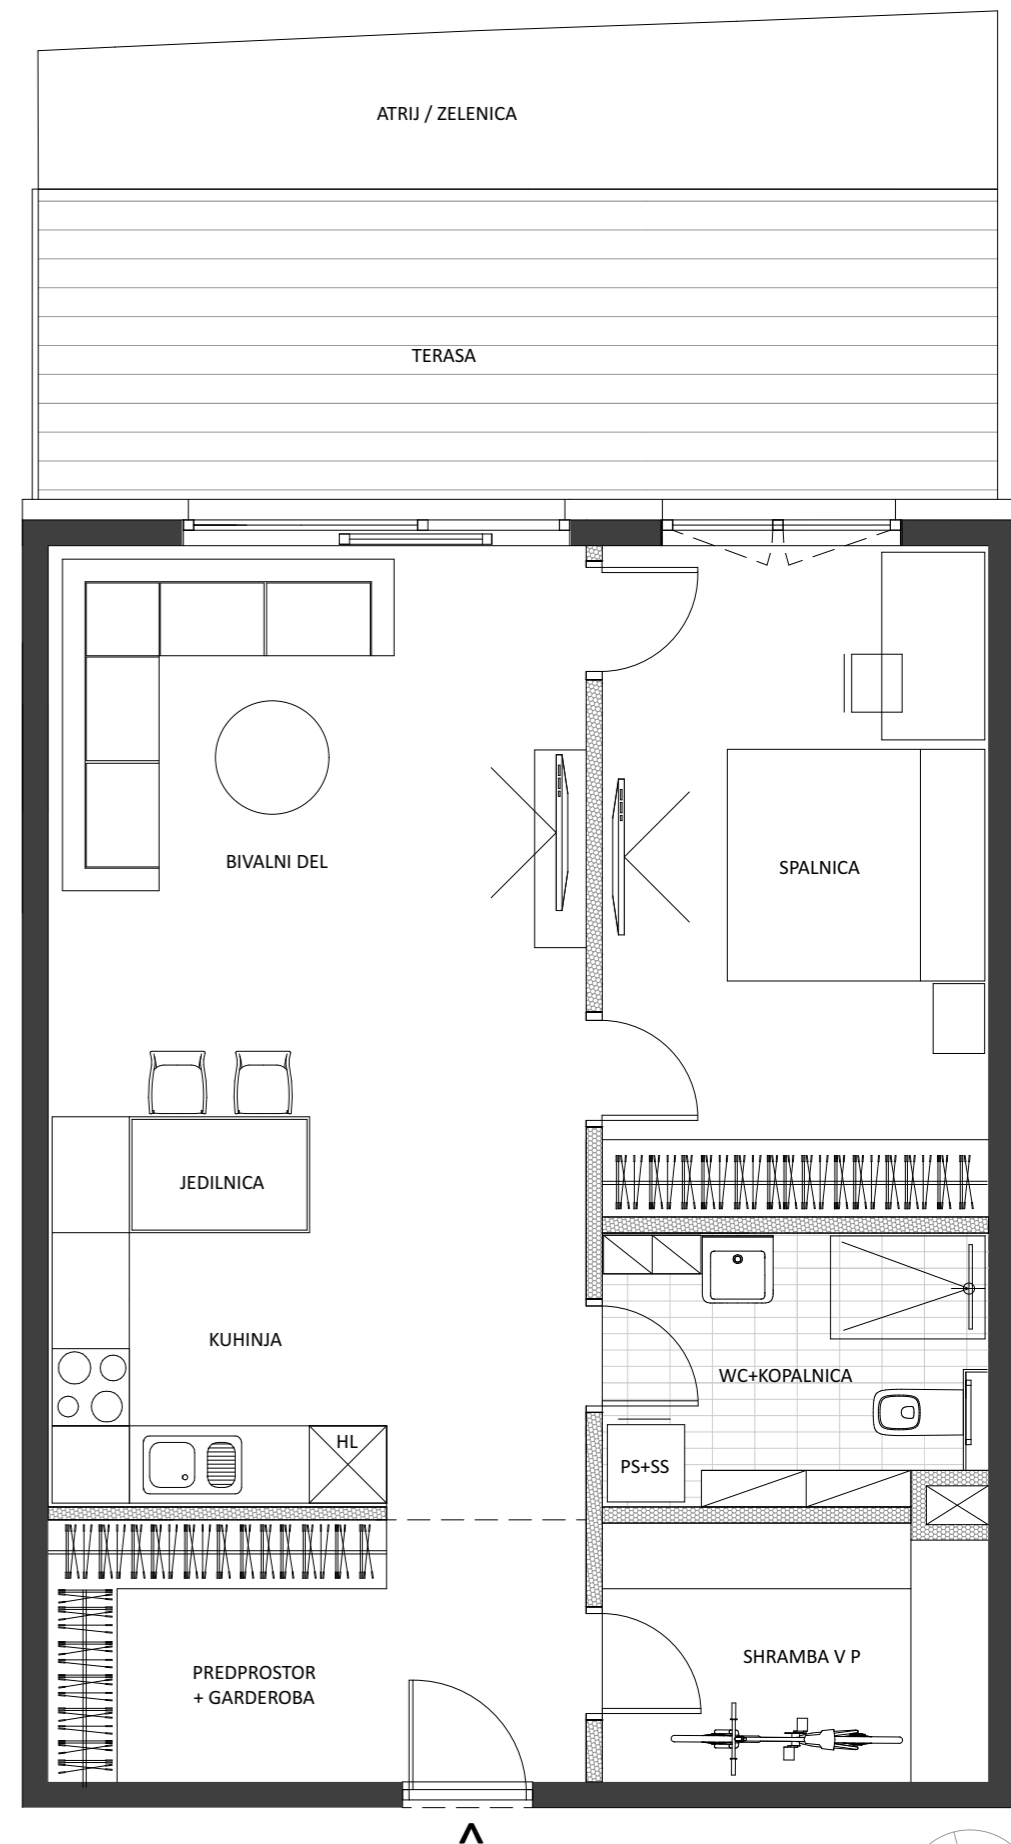 ATRIJ / ZELENICA
TERASA
BIVALNI DEL
SPALNICA
JEDILNICA
KUHINJA
WC+KOPALNICA
HL
PS+SS
SHRAMBA V P
PREDPROSTOR
+ GARDEROBA